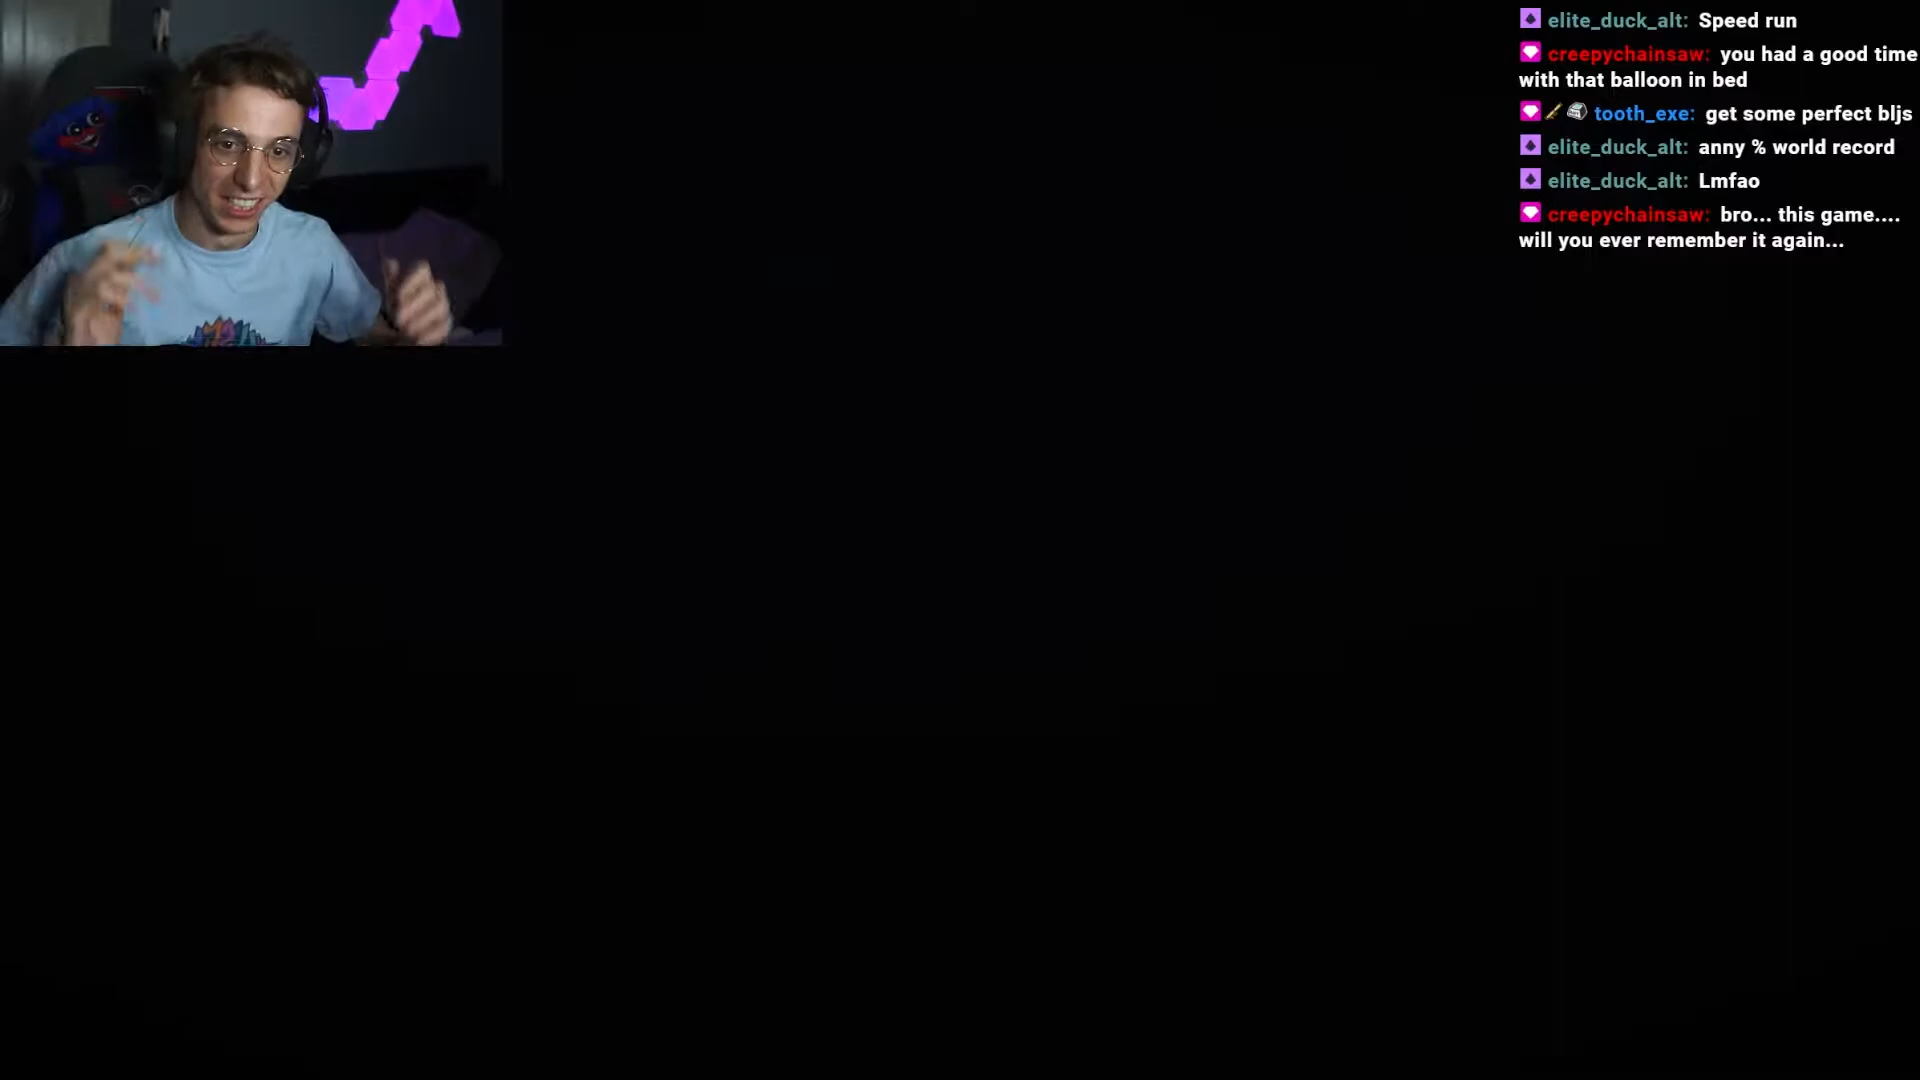 elite_duck_alt: Speed run
creepychainsaw: you had a good time
with that balloon in bed
tooth_exe: get some perfect bljs
elite_duck_alt: anny % world record
elite_duck_alt: Lmfao
creepychainsaw: bro... this game....
will you ever remember it again...